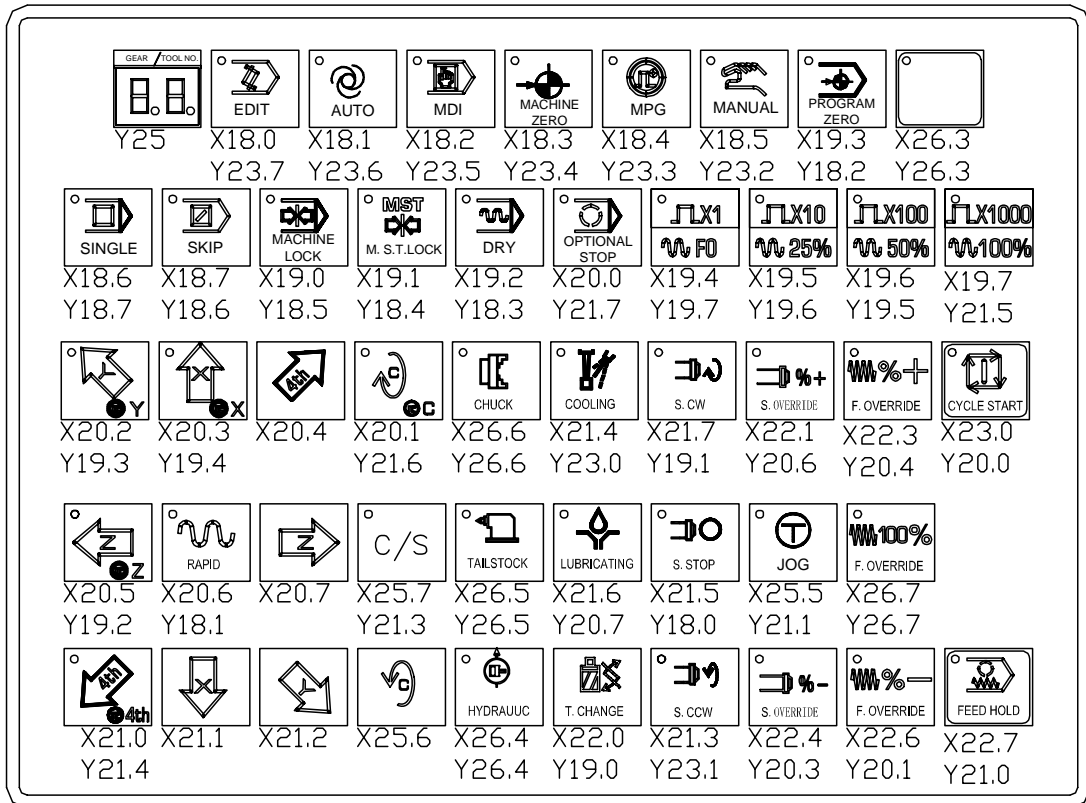 GEAR / TOOL NO.
8.8.
EDIT
AUTO
MDI
MACHINE
ZERO
MPG
MANUAL
PROGRAM
ZERO
Y25 X18.0 X18.1 X18.2 X18.3 X18.4 X18.5 X19.3 X26.3
Y23.7 Y23.6 Y23.5 Y23.4 Y23.3 Y23.2 Y18.2 Y26.3
SINGLE
SKIP
MACHINE
LOCK
MST
M. S.T.LOCK
DRY
OPTIONAL
STOP
X1
F0
X10
25%
X100
50%
X1000
100%
X18.6 X18.7 X19.0 X19.1 X19.2 X20.0 X19.4 X19.5 X19.6 X19.7
Y18.7 Y18.6 Y18.5 Y18.4 Y18.3 Y21.7 Y19.7 Y19.6 Y19.5 Y21.5
Y
Y
X
X
4th
C
C
CHUCK
COOLING
S. CW
%+
S. OVERRIDE
%+
F. OVERRIDE
CYCLE START
X20.2 X20.3 X20.4 X20.1 X26.6 X21.4 X21.7 X22.1 X22.3 X23.0
Y19.3 Y19.4 Y21.6 Y26.6 Y23.0 Y19.1 Y20.6 Y20.4 Y20.0
Z
Z
RAPID
Z
C/S
TAILSTOCK
LUBRICATING
S. STOP
JOG
100%
F. OVERRIDE
X20.5 X20.6 X20.7 X25.7 X26.5 X21.6 X21.5 X25.5 X26.7
Y19.2 Y18.1 Y21.3 Y26.5 Y20.7 Y18.0 Y21.1 Y26.7
4th
4th
X
Y
C
HYDRAUUC
T. CHANGE
S. CCW
%-
S. OVERRIDE
%-
F. OVERRIDE
FEED HOLD
X21.0 X21.1 X21.2 X25.6 X26.4 X22.0 X21.3 X22.4 X22.6 X22.7
Y21.4 Y26.4 Y19.0 Y23.1 Y20.3 Y20.1 Y21.0